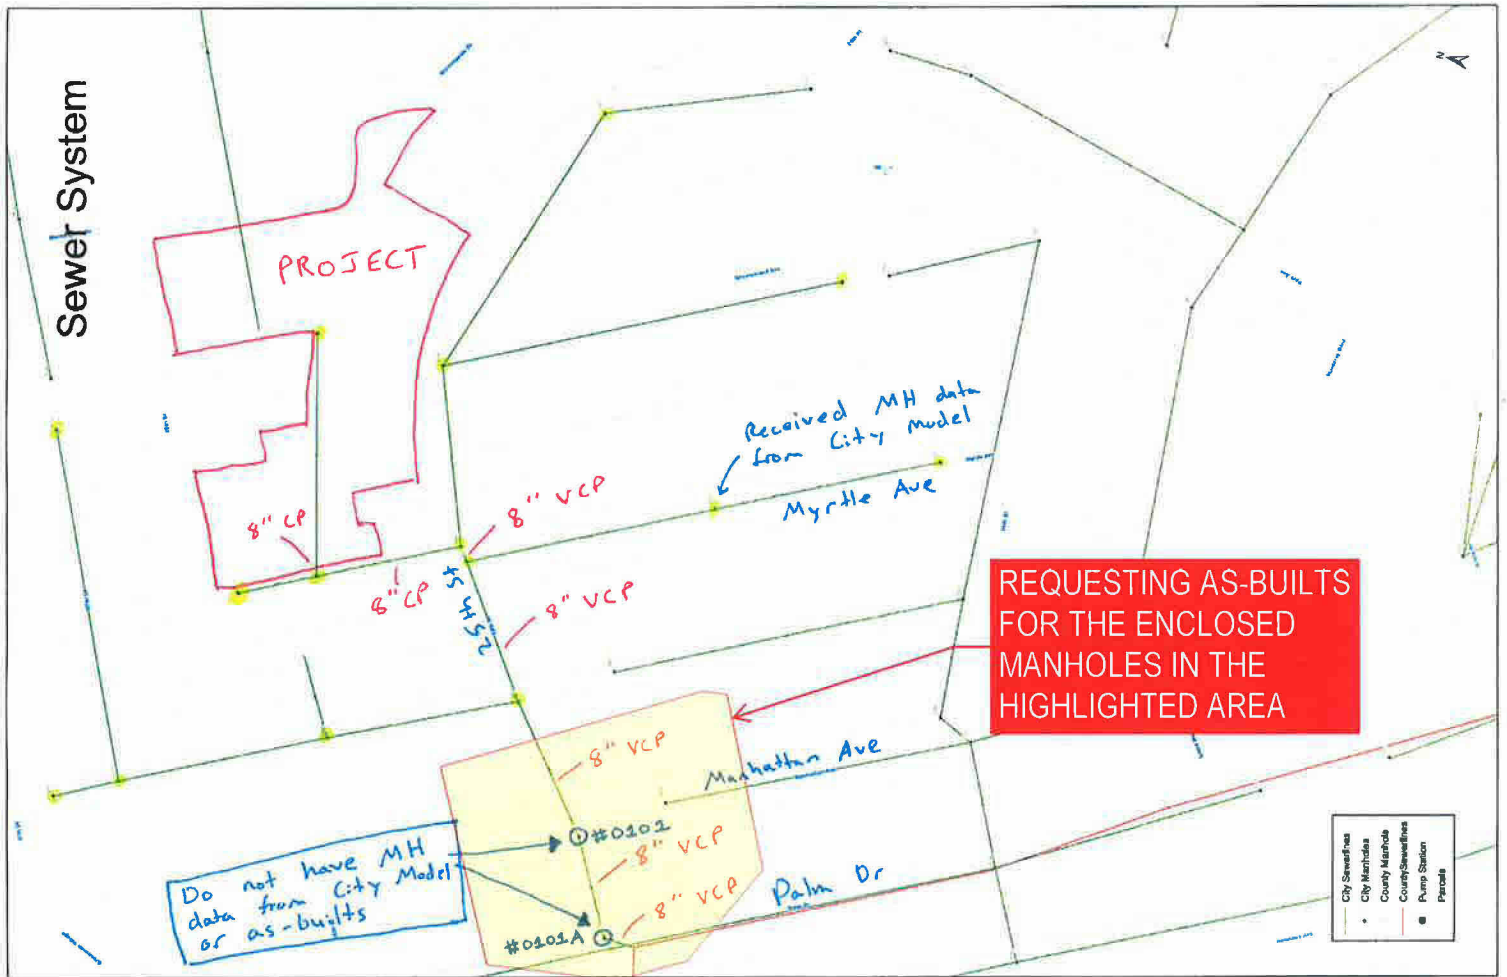 Sewer System
N
PROJECT
Received MH data
from City Model
Myrtle Ave
8" VCP
8" CP
8" CP
25th St
8" VCP
REQUESTING AS-BUILTS
FOR THE ENCLOSED
MANHOLES IN THE
HIGHLIGHTED AREA
8" VCP
Manhattan Ave
#0101
8" VCP
Do not have MH
data from City Model
or as-builts
8" VCP
Palm Dr
#0101A
City Sewerlines
City Manholes
County Manhole
CountySewerlines
Pump Station
Parcels